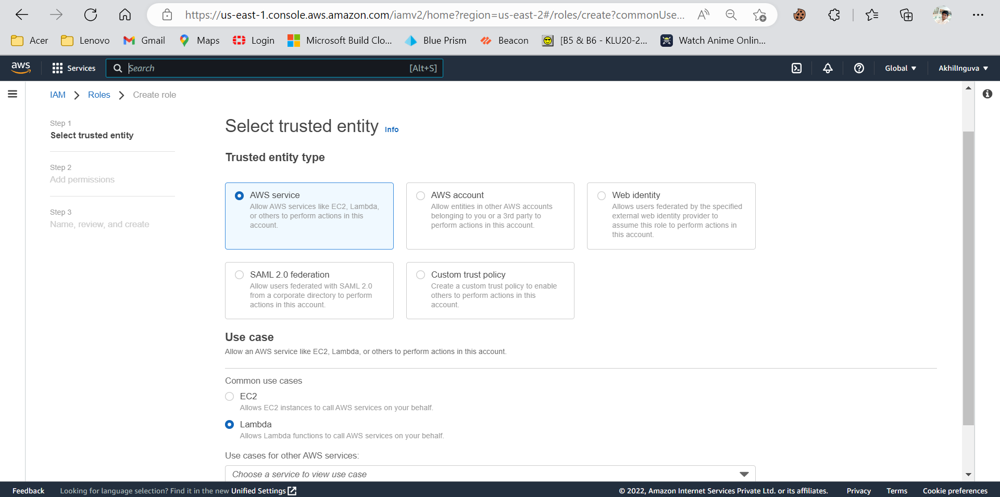 https://us-east-1.console.aws.amazon.com/iamv2/home?region=us-east-2#/roles/create?commonUse...
Acer Lenovo Gmail Maps Login Microsoft Build Clo... Blue Prism Beacon [B5 & B6 - KLU20-2... Watch Anime Onlin...
aws Services Search [Alt+S] Global AkhilInguva
IAM Roles Create role
Step 1
Select trusted entity
Step 2
Add permissions
Step 3
Name, review, and create
Select trusted entity Info
Trusted entity type
AWS service
Allow AWS services like EC2, Lambda,
or others to perform actions in this
account.
AWS account
Allow entities in other AWS accounts
belonging to you or a 3rd party to
perform actions in this account.
Web identity
Allows users federated by the specified
external web identity provider to
assume this role to perform actions in
this account.
SAML 2.0 federation
Allow users federated with SAML 2.0
from a corporate directory to perform
actions in this account.
Custom trust policy
Create a custom trust policy to enable
others to perform actions in this
account.
Use case
Allow an AWS service like EC2, Lambda, or others to perform actions in this account.
Common use cases
EC2
Allows EC2 instances to call AWS services on your behalf.
Lambda
Allows Lambda functions to call AWS services on your behalf.
Use cases for other AWS services:
Choose a service to view use case
Feedback Looking for language selection? Find it in the new Unified Settings © 2022, Amazon Internet Services Private Ltd. or its affiliates. Privacy Terms Cookie preferences